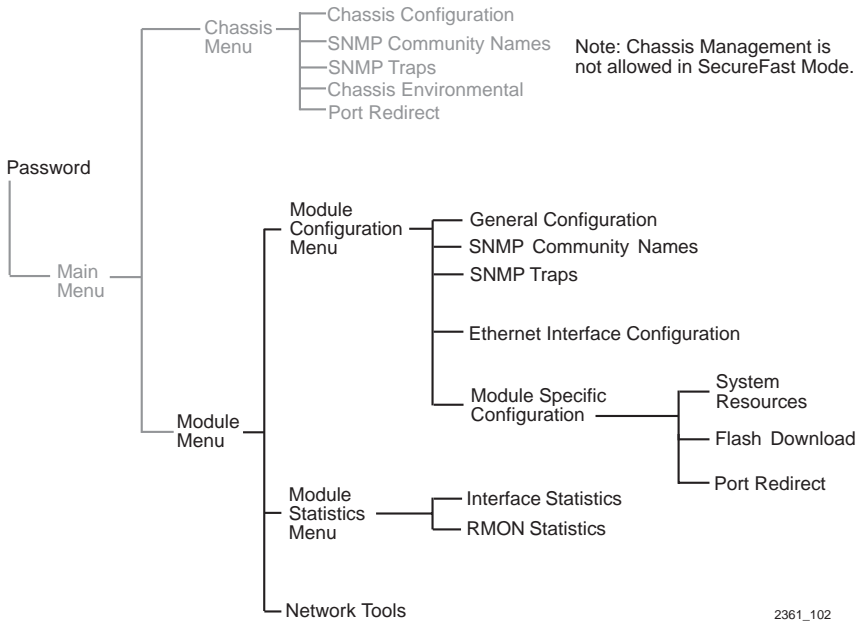 Chassis
Menu
Chassis Configuration
SNMP Community Names
SNMP Traps
Chassis Environmental
Port Redirect
Note: Chassis Management is
not allowed in SecureFast Mode.
Password
Main
Menu
Module
Menu
Module
Configuration
Menu
General Configuration
SNMP Community Names
SNMP Traps
Ethernet Interface Configuration
Module Specific
Configuration
System
Resources
Flash Download
Port Redirect
Module
Statistics
Menu
Interface Statistics
RMON Statistics
Network Tools
2361_102